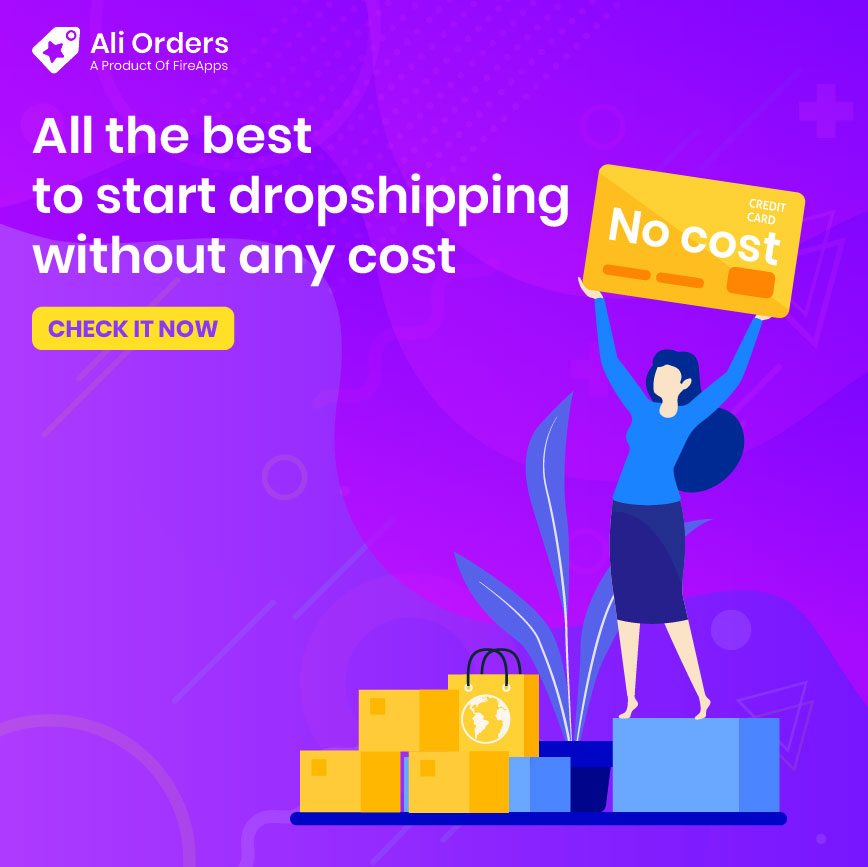 Ali Orders
A Product Of FireApps
All the best
to start dropshipping
without any cost
CHECK IT NOW
CREDIT
CARD
No cost